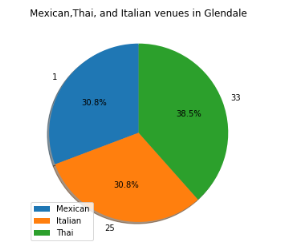 Mexican,Thai, and Italian venues in Glendale
1
30.8%
33
38.5%
30.8%
25
Mexican
Italian
Thai